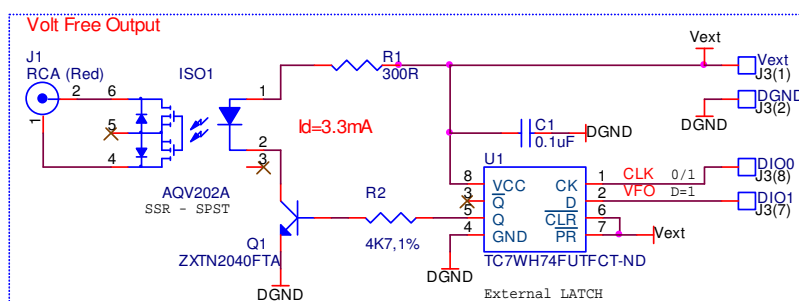 Volt Free Output
J1
RCA (Red)
ISO1
R1
300R
Vext
Vext
J3(1)
DGND
J3(2)
DGND
2
1
6
5
4
1
2
3
Id=3.3mA
C1
0.1uF
DGND
AQV202A
SSR - SPST
R2
4K7,1%
Q1
ZXTN2040FTA
DGND
U1
8
VCC
CK
1
CLK
0/1
DIO0
J3(8)
3
Q
D
2
VFO
D=1
DIO1
J3(7)
5
Q
CLR
6
4
GND
PR
7
Vext
TC7WH74FUTFCT-ND
DGND
External LATCH